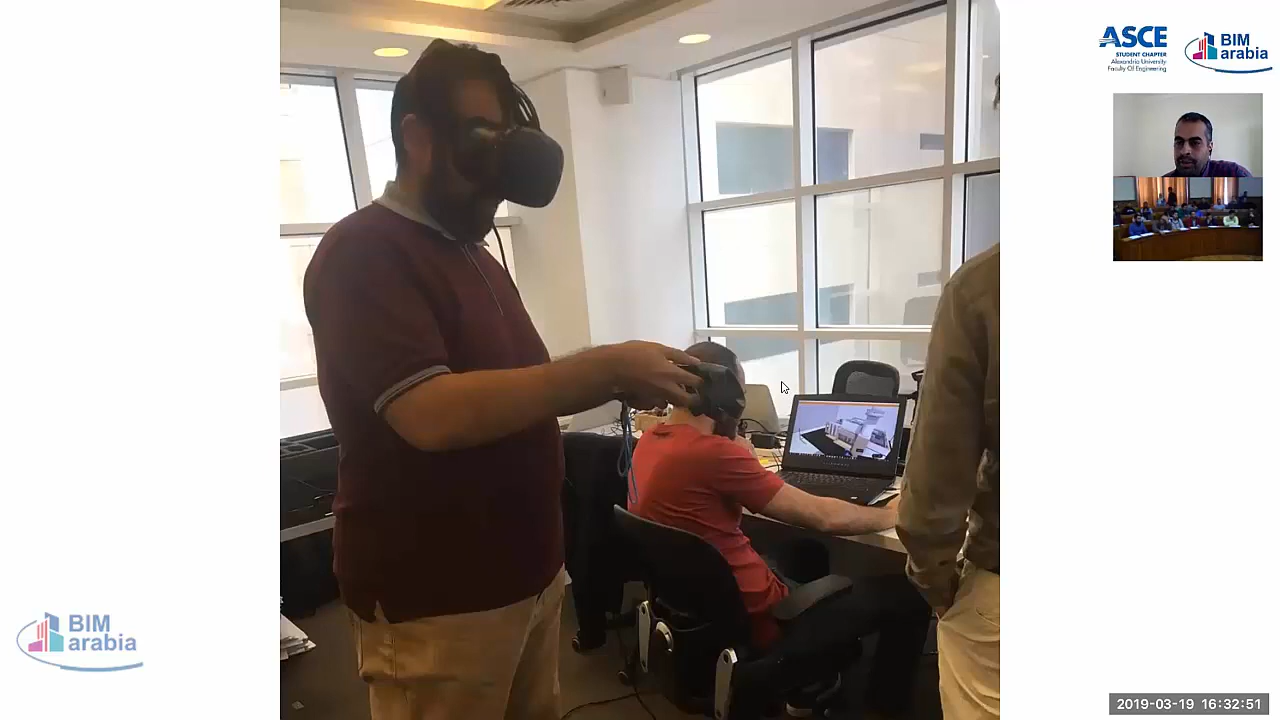 ASCE
STUDENT CHAPTER
Alexandria University
Faculty Of Engineering
BIM
arabia
BIM
arabia
2019-03-19 16:32:51